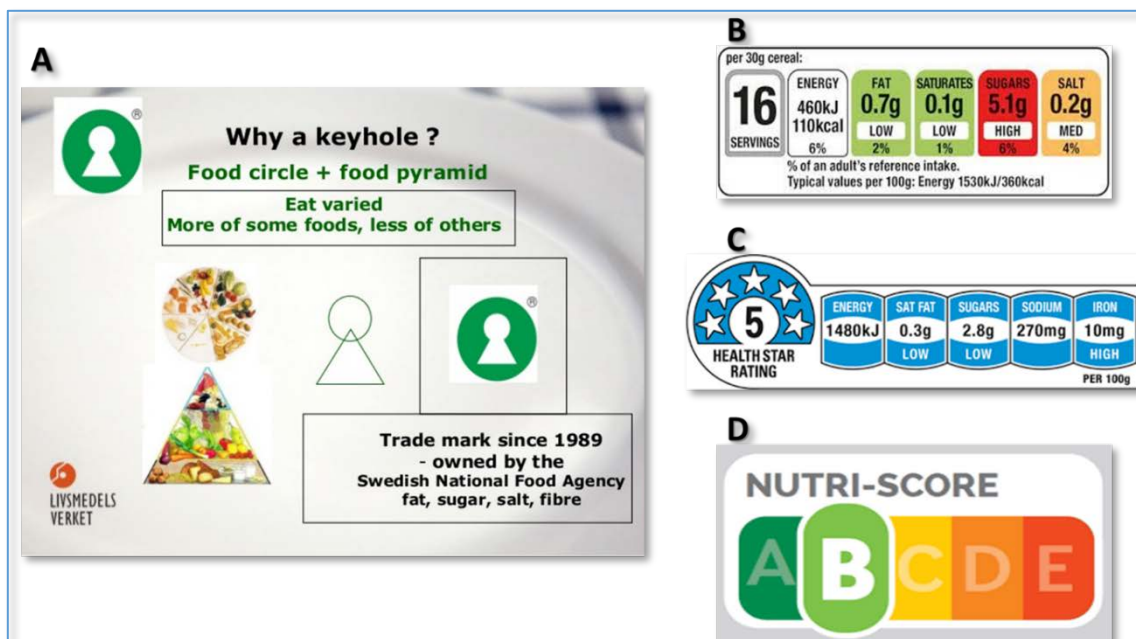 A
Why a keyhole ?
Food circle + food pyramid
Eat varied
More of some foods, less of others
®
®
®
Trade mark since 1989
- owned by the
Swedish National Food Agency
fat, sugar, salt, fibre
LIVSMEDELS
VERKET
B
per 30g cereal:
16
SERVINGS
ENERGY
460kJ
110kcal
6%
FAT
0.7g
LOW
2%
SATURATES
0.1g
LOW
1%
SUGARS
5.1g
HIGH
6%
SALT
0.2g
MED
4%
% of an adult's reference intake.
Typical values per 100g: Energy 1530kJ/360kcal
C
5
HEALTH STAR
RATING
ENERGY
1480kJ
SAT FAT
0.3g
LOW
SUGARS
2.8g
LOW
SODIUM
270mg
IRON
10mg
HIGH
PER 100g
D
NUTRI-SCORE
A B C D E